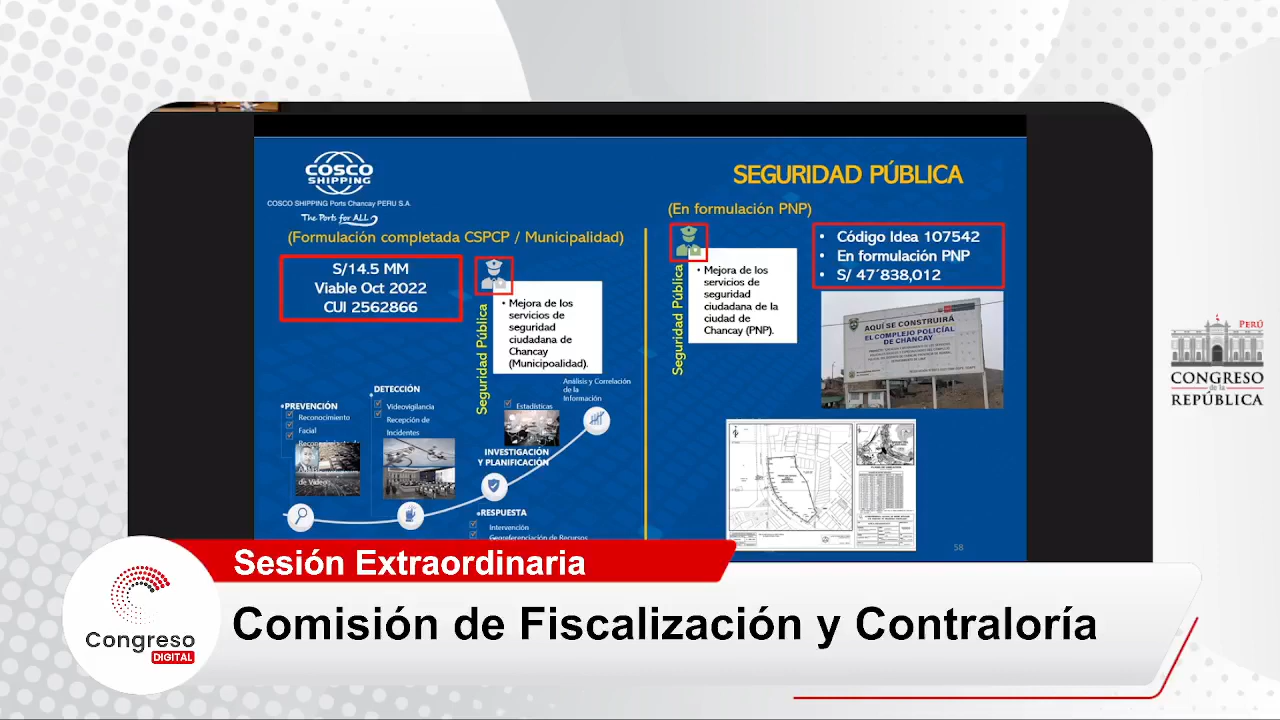 COSCO
SHIPPING
COSCO SHIPPING Ports Chancay PERU S.A.
The Ports for ALL
(Formulación completada CSPCP / Municipalidad)
S/14.5 MM
Viable Oct 2022
CUI 2562866
Seguridad Pública
• Mejora de los
servicios de
seguridad
ciudadana de
Chancay
(Municipoalidad).
PREVENCIÓN
Reconocimiento
Facial
de Videos
DETECCIÓN
Videovigilancia
Recepción de
Incidentes
Análisis y Correlación
de la
Información
Estadísticas
INVESTIGACIÓN
Y PLANIFICACIÓN
RESPUESTA
Intervención
Georeferenciación de Recursos
SEGURIDAD PÚBLICA
(En formulación PNP)
Seguridad Pública
• Mejora de los
servicios de
seguridad
ciudadana de la
ciudad de
Chancay (PNP).
• Código Idea 107542
• En formulación PNP
• S/ 47´838,012
AQUÍ SE CONSTRUIRÁ
EL COMPLEJO POLICIAL
DE CHANCAY
58
PERÚ
CONGRESO
de la
REPÚBLICA
Sesión Extraordinaria
Comisión de Fiscalización y Contraloría
Congreso
DIGITAL